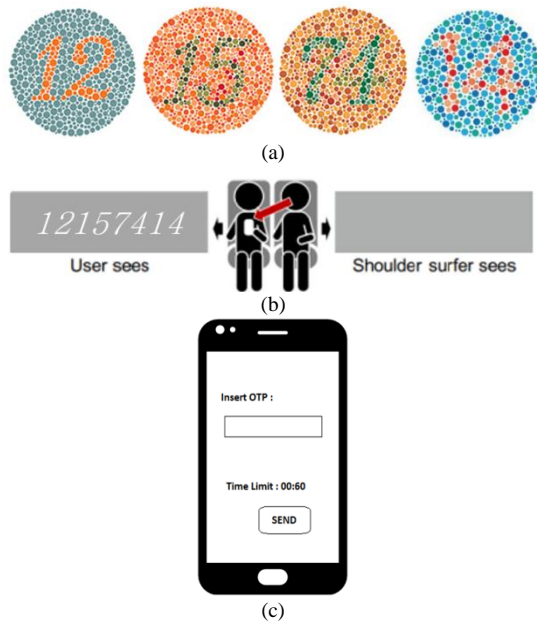 12 15 74 14
(a)
12157414
User sees Shoulder surfer sees
(b)
Insert OTP :
Time Limit : 00:60
SEND
(c)